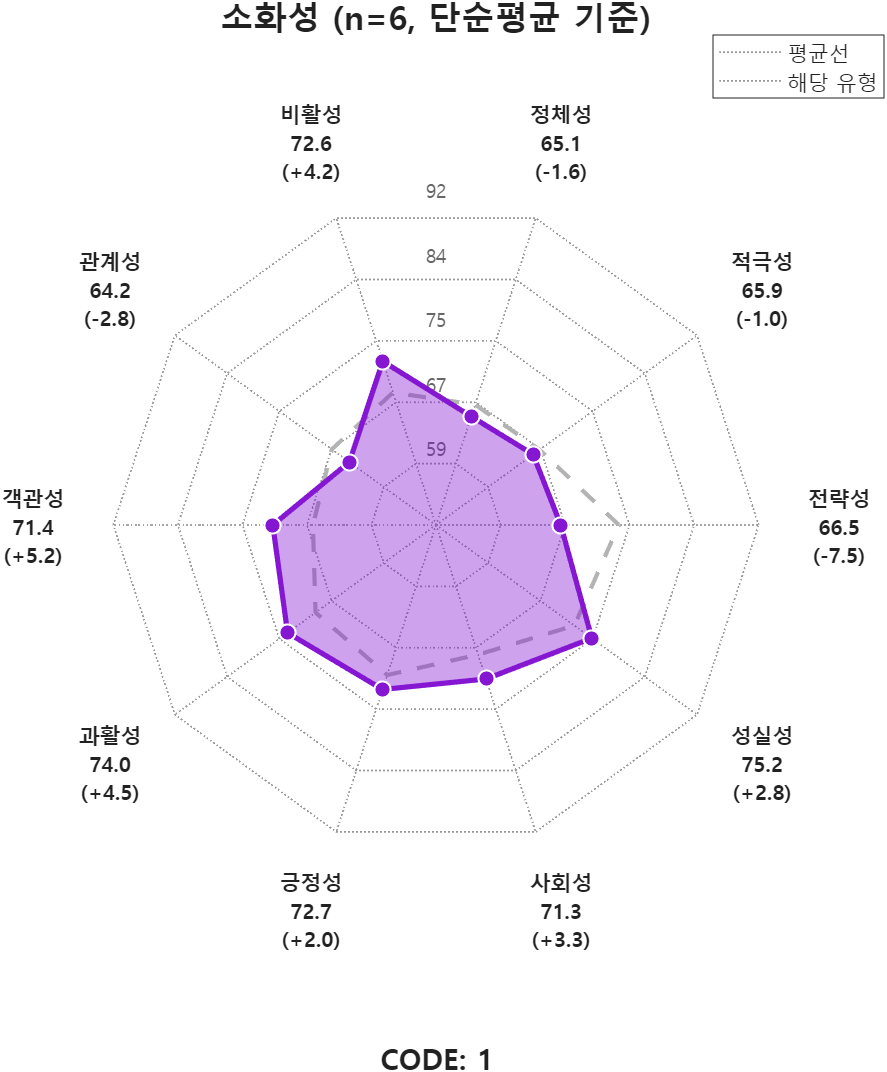 소화성 (n=6, 단순평균 기준)
평균선
해당 유형
비활성
72.6
(+4.2)
정체성
65.1
(-1.6)
92
84
75
67
59
관계성
64.2
(-2.8)
적극성
65.9
(-1.0)
객관성
71.4
(+5.2)
전략성
66.5
(-7.5)
과활성
74.0
(+4.5)
성실성
75.2
(+2.8)
긍정성
72.7
(+2.0)
사회성
71.3
(+3.3)
CODE: 1